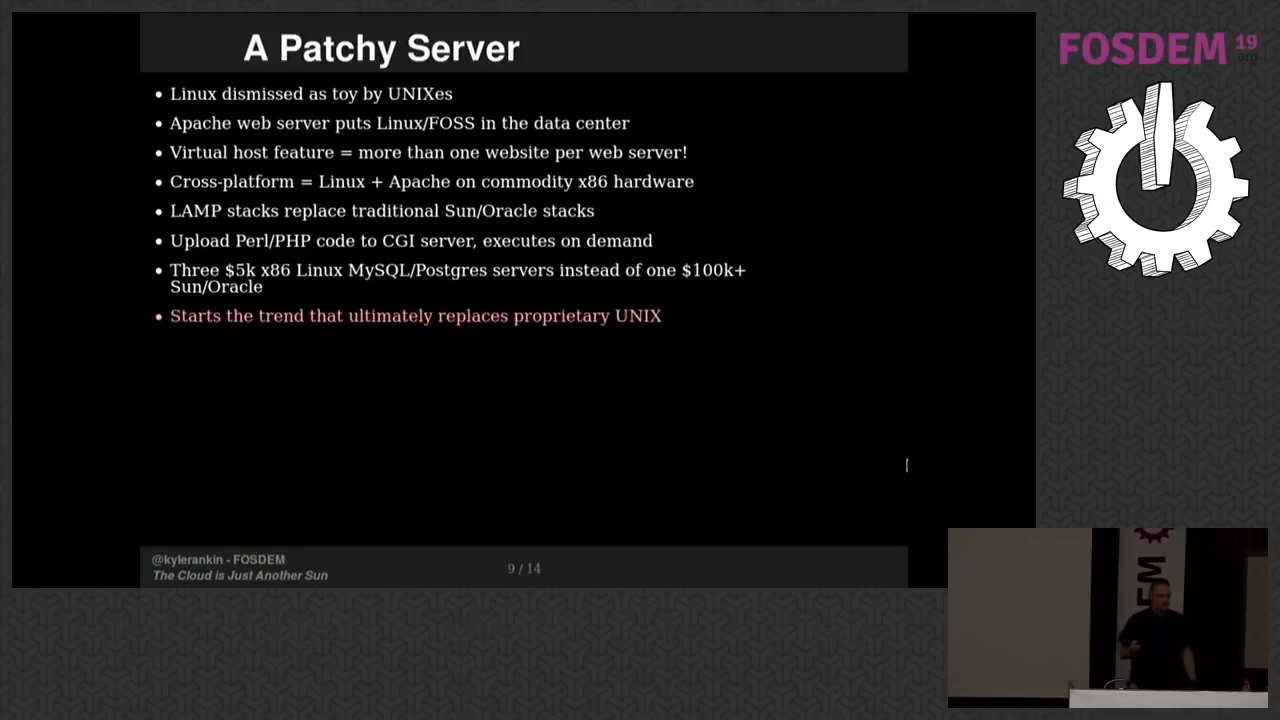 A Patchy Server
• Linux dismissed as toy by UNIXes
• Apache web server puts Linux/FOSS in the data center
• Virtual host feature = more than one website per web server!
• Cross-platform = Linux + Apache on commodity x86 hardware
• LAMP stacks replace traditional Sun/Oracle stacks
• Upload Perl/PHP code to CGI server, executes on demand
• Three $5k x86 Linux MySQL/Postgres servers instead of one $100k+
Sun/Oracle
• Starts the trend that ultimately replaces proprietary UNIX
@kylerankin - FOSDEM
The Cloud is Just Another Sun
9 / 14
FOSDEM 19
.org
EM